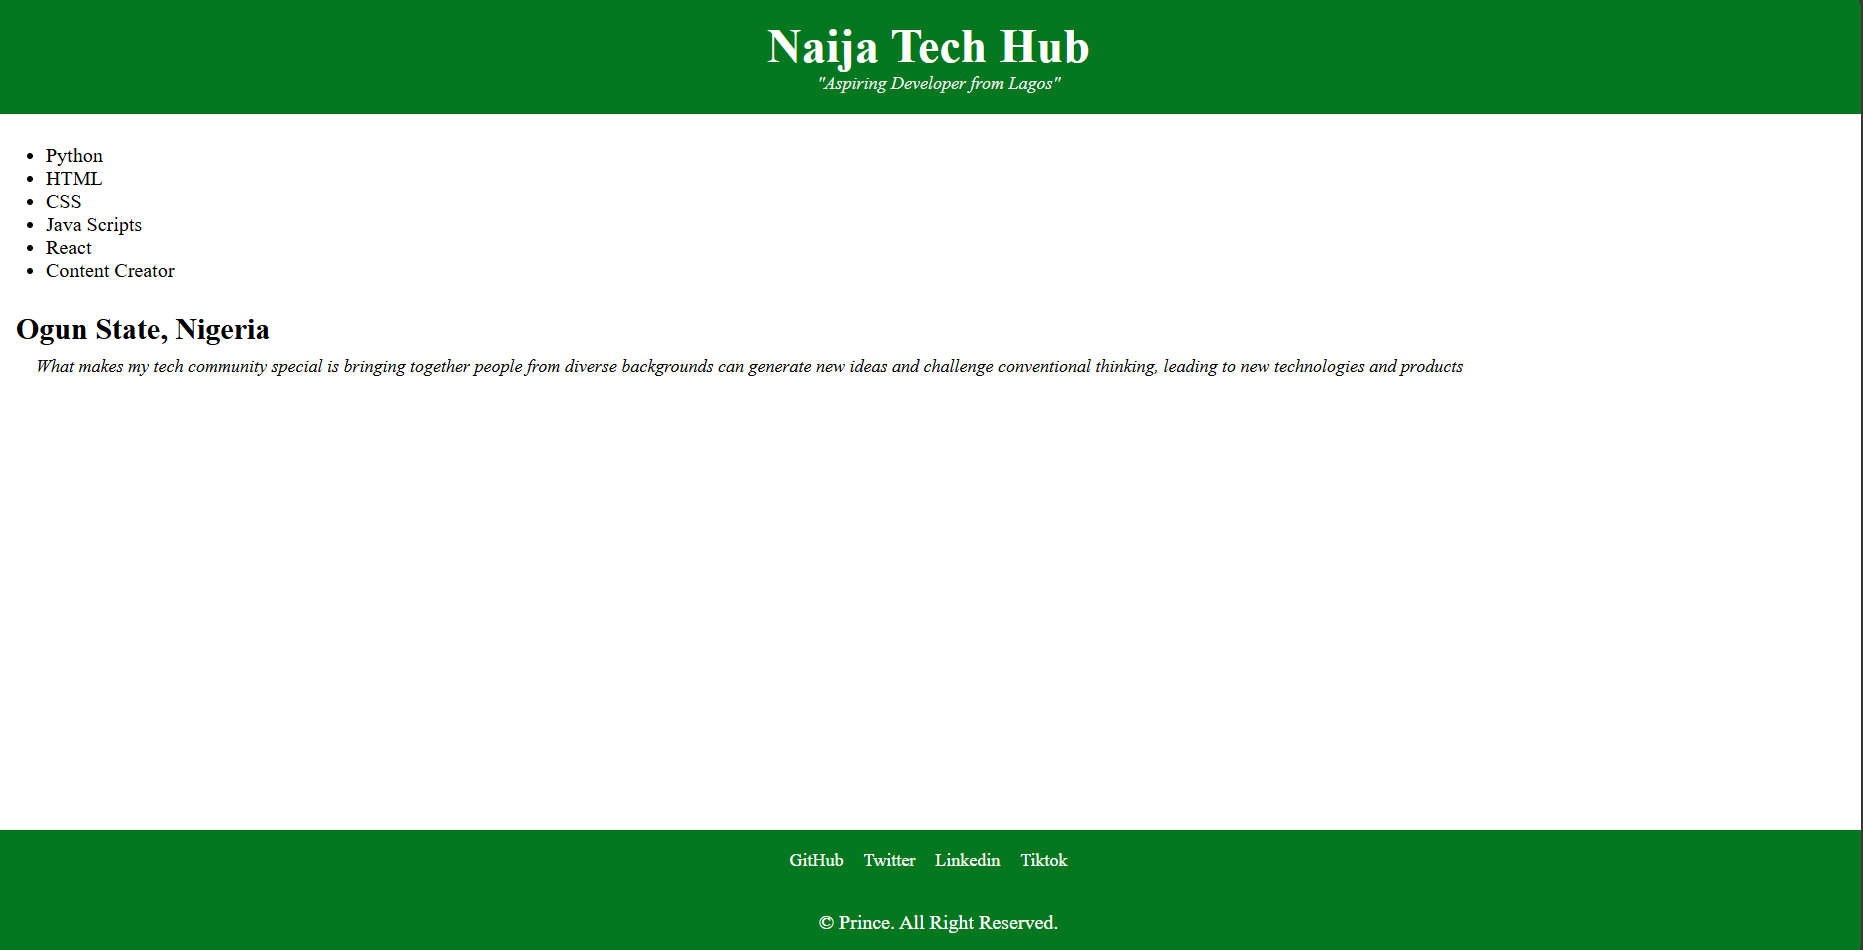 Naija Tech Hub
"Aspiring Developer from Lagos"
Python
HTML
CSS
Java Scripts
React
Content Creator
Ogun State, Nigeria
What makes my tech community special is bringing together people from diverse backgrounds can generate new ideas and challenge conventional thinking, leading to new technologies and products
GitHub Twitter Linkedin Tiktok
© Prince. All Right Reserved.